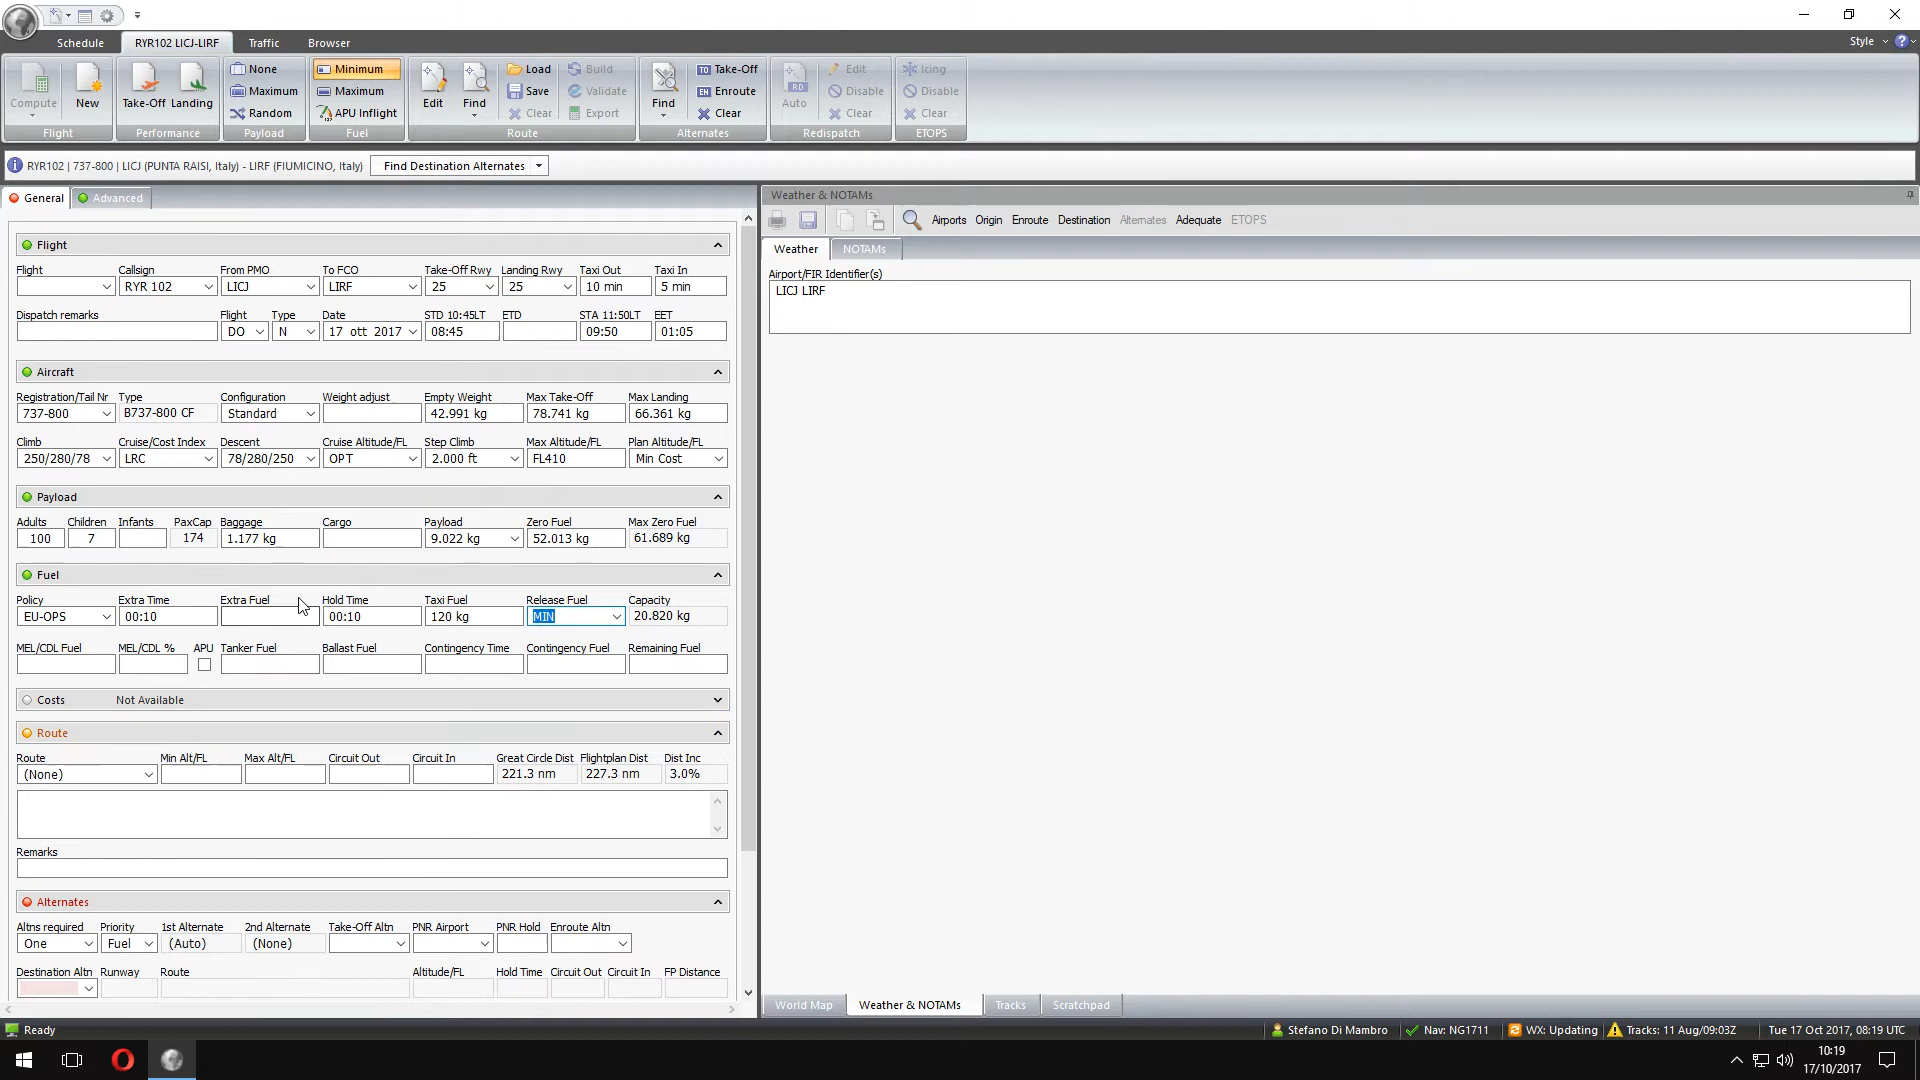 Schedule RYR102 LICJ-LIRF Traffic Browser Style
Compute New Take-Off Landing None Maximum Random Minimum Maximum APU Inflight Edit Find Load Save Clear Build Validate Export Find Take-Off Enroute Clear Auto Edit Disable Clear Icing Disable Clear
Flight Performance Payload Fuel Route Alternates Redispatch ETOPS
RYR102 | 737-800 | LICJ (PUNTA RAISI, Italy) - LIRF (FIUMICINO, Italy) Find Destination Alternates
General Advanced
Flight
Flight Callsign From PMO To FCO Take-Off Rwy Landing Rwy Taxi Out Taxi In
RYR 102 LICJ LIRF 25 25 10 min 5 min
Dispatch remarks Flight Type Date STD 10:45LT ETD STA 11:50LT EET
DO N 17 ott 2017 08:45 09:50 01:05
Aircraft
Registration/Tail Nr Type Configuration Weight adjust Empty Weight Max Take-Off Max Landing
737-800 B737-800 CF Standard 42.991 kg 78.741 kg 66.361 kg
Climb Cruise/Cost Index Descent Cruise Altitude/FL Step Climb Max Altitude/FL Plan Altitude/FL
250/280/78 LRC 78/280/250 OPT 2.000 ft FL410 Min Cost
Payload
Adults Children Infants PaxCap Baggage Cargo Payload Zero Fuel Max Zero Fuel
100 7 174 1.177 kg 9.022 kg 52.013 kg 61.689 kg
Fuel
Policy Extra Time Extra Fuel Hold Time Taxi Fuel Release Fuel Capacity
EU-OPS 00:10 00:10 120 kg MIN 20.820 kg
MEL/CDL Fuel MEL/CDL % APU Tanker Fuel Ballast Fuel Contingency Time Contingency Fuel Remaining Fuel
Costs Not Available
Route
Route Min Alt/FL Max Alt/FL Circuit Out Circuit In Great Circle Dist Flightplan Dist Dist Inc
(None) 221.3 nm 227.3 nm 3.0%
Remarks
Alternates
Altns required Priority 1st Alternate 2nd Alternate Take-Off Altn PNR Airport PNR Hold Enroute Altn
One Fuel (Auto) (None)
Destination Altn Runway Route Altitude/FL Hold Time Circuit Out Circuit In FP Distance
Weather & NOTAMs
Airports Origin Enroute Destination Alternates Adequate ETOPS
Weather NOTAMs
Airport/FIR Identifier(s)
LICJ LIRF
World Map Weather & NOTAMs Tracks Scratchpad
Ready Stefano Di Mambro Nav: NG1711 WX: Updating Tracks: 11 Aug/09:03Z Tue 17 Oct 2017, 08:19 UTC
10:19
17/10/2017